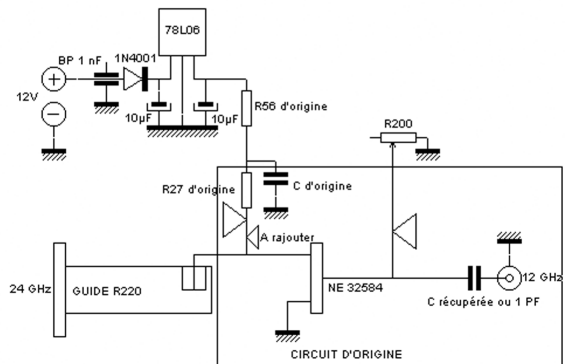 78L06
BP 1 nF
1N4001
12V
10µF
10µF
R56 d'origine
R200
R27 d'origine
C d'origine
A rajouter
24 GHz
GUIDE R220
NE 32584
12 GHz
C récupérée ou 1 PF
CIRCUIT D'ORIGINE